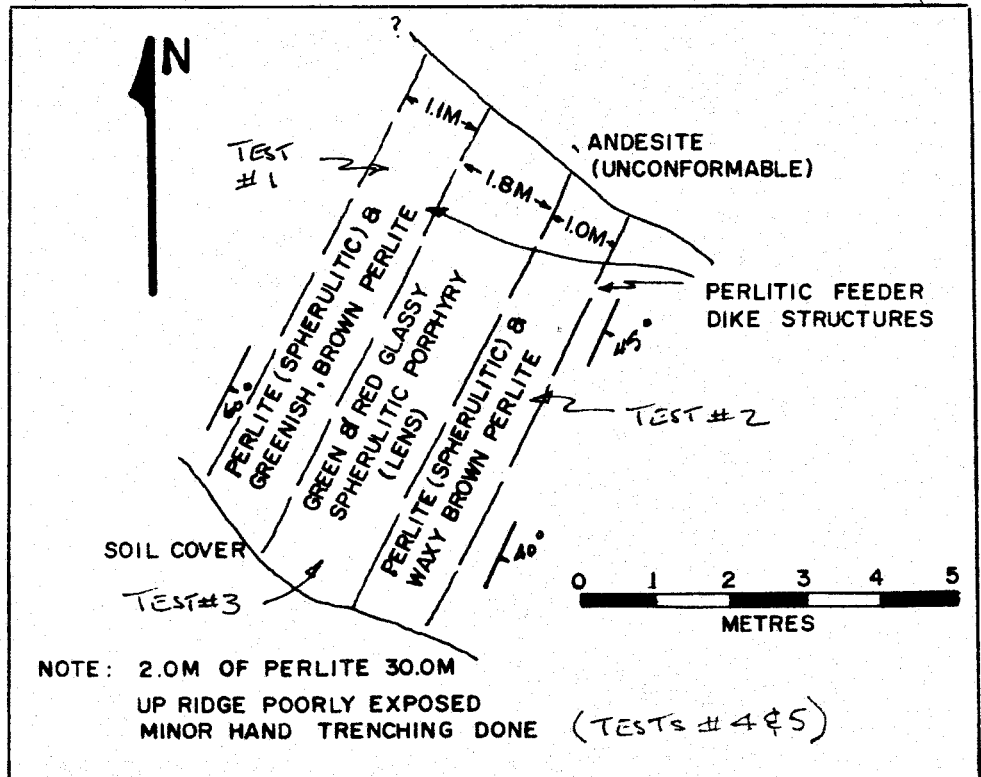 N
?
1.1M
TEST
#1
ANDESITE
(UNCONFORMABLE)
1.8M
1.0M
PERLITIC FEEDER
DIKE STRUCTURES
45°
PERLITE (SPHERULITIC) &
GREENISH, BROWN PERLITE
GREEN & RED GLASSY
SPHERULITIC PORPHYRY
(LENS)
PERLITE (SPHERULITIC) &
WAXY BROWN PERLITE
TEST #2
40°
SOIL COVER
TEST #3
0 1 2 3 4 5
METRES
NOTE: 2.0M OF PERLITE 30.0M
UP RIDGE POORLY EXPOSED
MINOR HAND TRENCHING DONE (TESTS # 4 & 5)